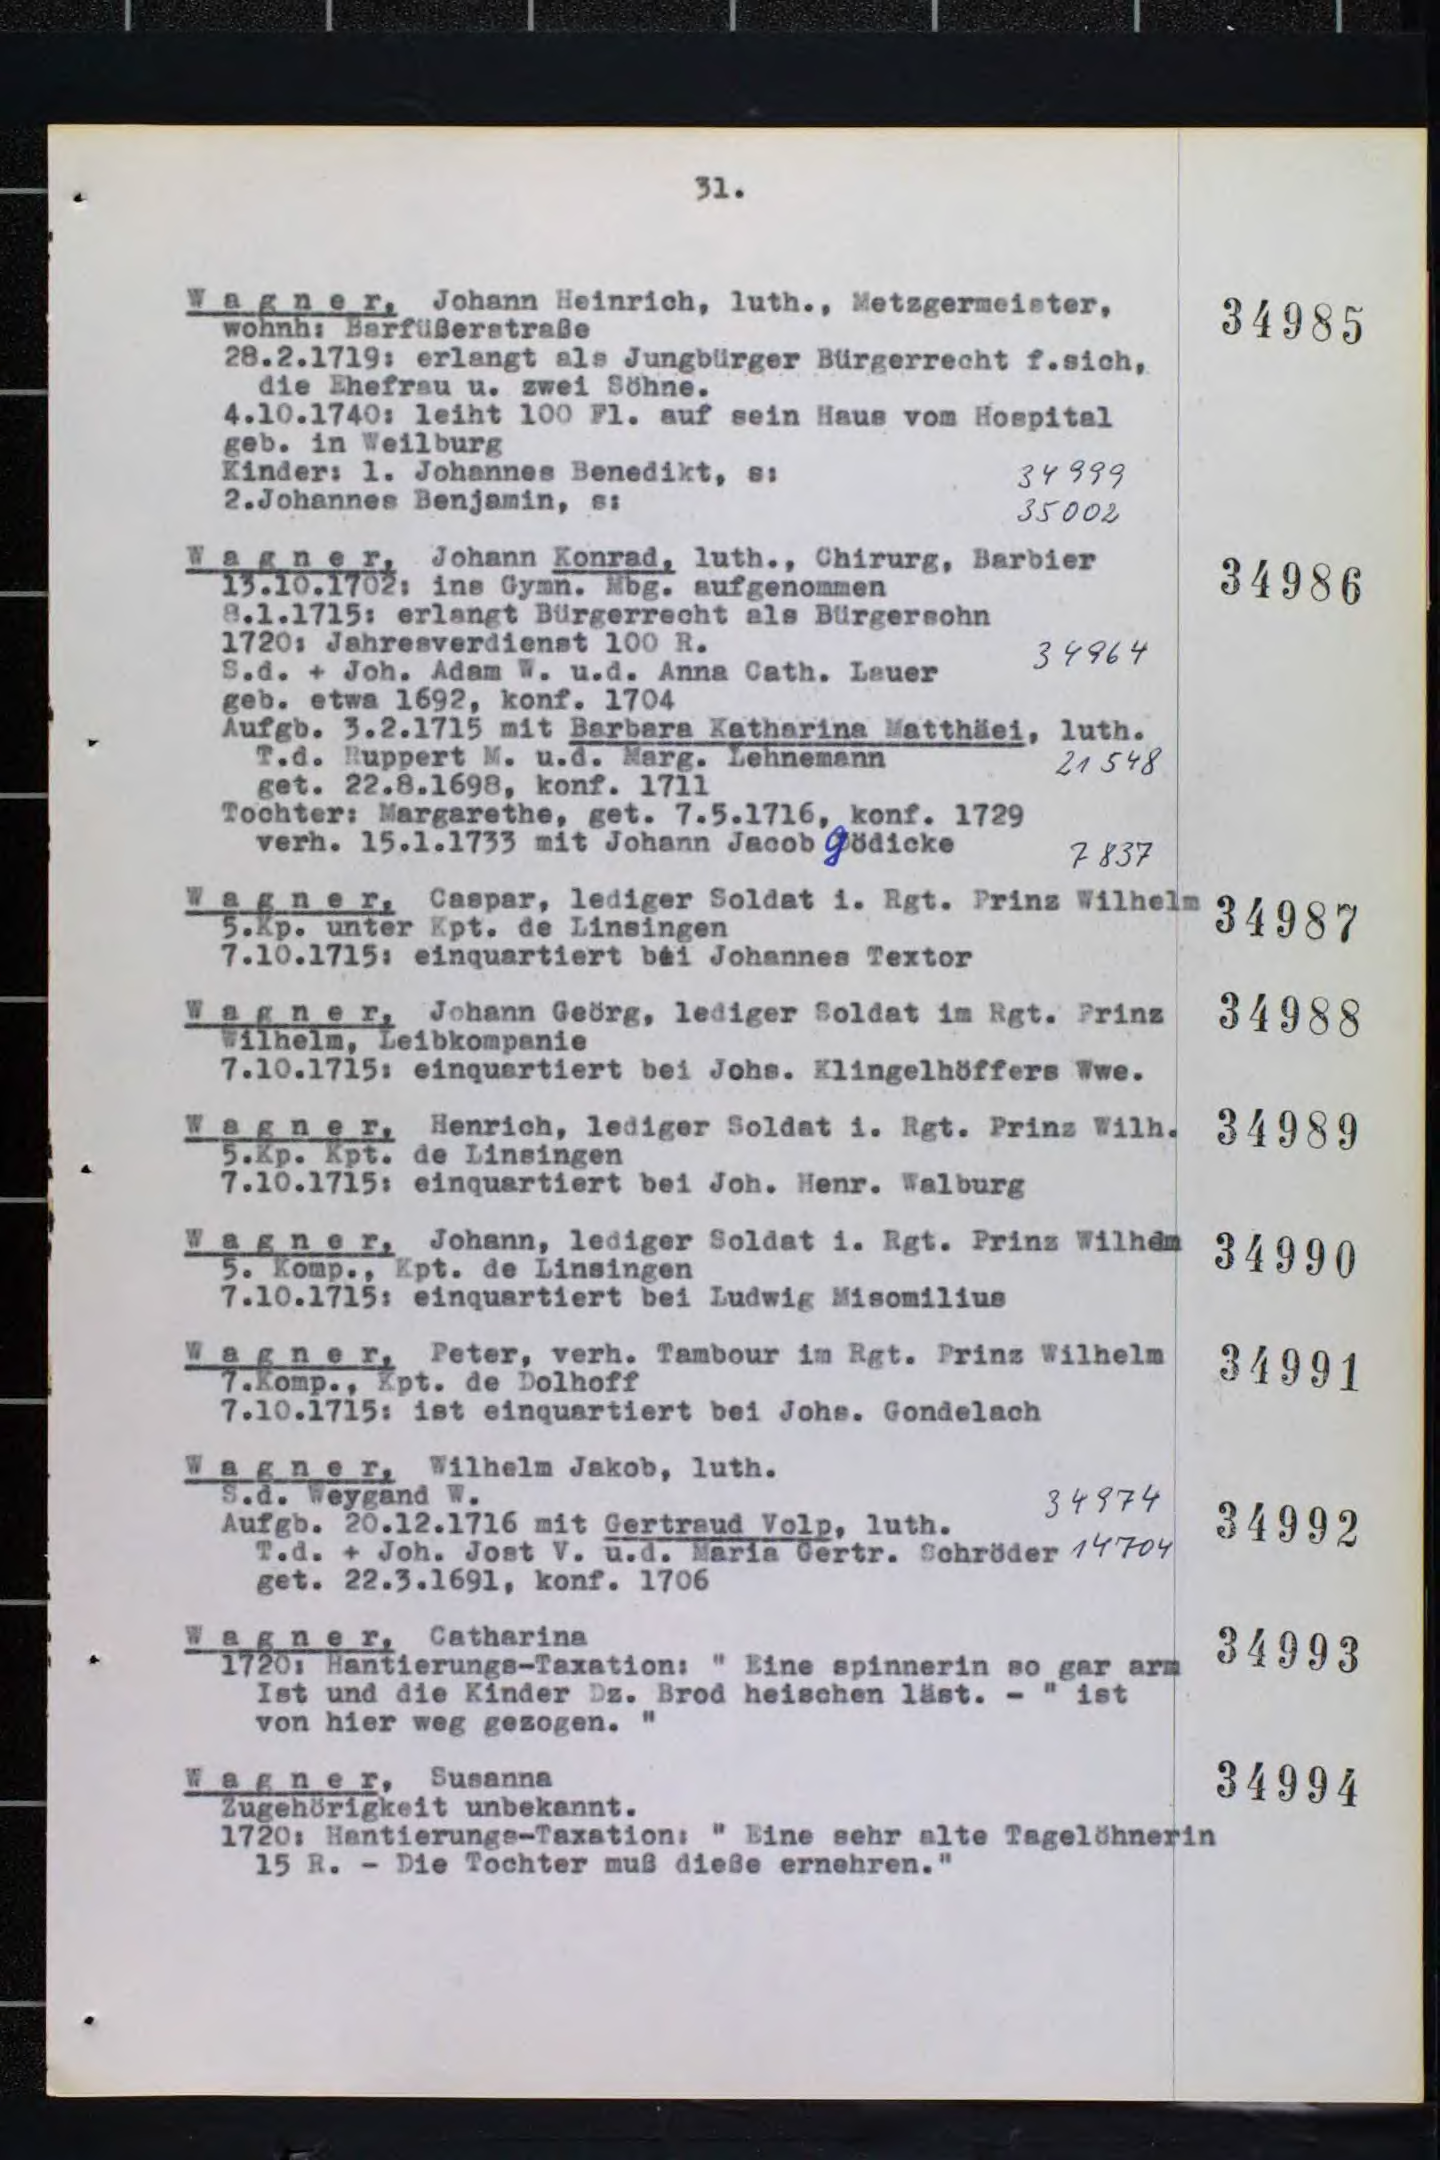 31.
W a g n e r, Johann Heinrich, luth., Metzgermeister, 34985
wohnh: Barfüßerstraße
28.2.1719: erlangt als Jungbürger Bürgerrecht f.sich,
die Ehefrau u. zwei Söhne.
4.10.1740: leiht 100 Fl. auf sein Haus vom Hospital
geb. in Weilburg
Kinder: 1. Johannes Benedikt, s: 34999
2.Johannes Benjamin, s: 35002
W a g n e r, Johann Konrad, luth., Chirurg, Barbier 34986
13.10.1702: ins Gymn. Mbg. aufgenommen
8.1.1715: erlangt Bürgerrecht als Bürgersohn
1720: Jahresverdienst 100 R.
S.d. + Joh. Adam W. u.d. Anna Cath. Lauer 34964
geb. etwa 1692, konf. 1704
Aufgb. 3.2.1715 mit Barbara Katharina Matthäei, luth.
T.d. Ruppert M. u.d. Marg. Lehnemann 21548
get. 22.8.1698, konf. 1711
Tochter: Margarethe, get. 7.5.1716, konf. 1729
verh. 15.1.1733 mit Johann Jacob Gödicke 7837
W a g n e r, Caspar, lediger Soldat i. Rgt. Prinz Wilhelm 34987
5.Kp. unter Kpt. de Linsingen
7.10.1715: einquartiert bei Johannes Textor
W a g n e r, Johann Geörg, lediger Soldat im Rgt. Prinz 34988
Wilhelm, Leibkompanie
7.10.1715: einquartiert bei Johs. Klingelhöffers Wwe.
W a g n e r, Henrich, lediger Soldat i. Rgt. Prinz Wilh. 34989
5.Kp. Kpt. de Linsingen
7.10.1715: einquartiert bei Joh. Henr. Walburg
W a g n e r, Johann, lediger Soldat i. Rgt. Prinz Wilhelm 34990
5. Komp., Kpt. de Linsingen
7.10.1715: einquartiert bei Ludwig Misomilius
W a g n e r, Peter, verh. Tambour im Rgt. Prinz Wilhelm 34991
7.Komp., Kpt. de Dolhoff
7.10.1715: ist einquartiert bei Johs. Gondelach
W a g n e r, Wilhelm Jakob, luth.
S.d. Weygand W. 34974
Aufgb. 20.12.1716 mit Gertraud Volp, luth. 34992
T.d. + Joh. Jost V. u.d. Maria Gertr. Schröder 14704
get. 22.3.1691, konf. 1706
W a g n e r, Catharina 34993
1720: Hantierungs-Taxation: " Eine spinnerin so gar arm
Ist und die Kinder Dz. Brod heischen läst. - " ist
von hier weg gezogen. "
W a g n e r, Susanna 34994
Zugehörigkeit unbekannt.
1720: Hantierungs-Taxation: " Eine sehr alte Tagelöhnerin
15 R. - Die Tochter muß dieße ernehren."